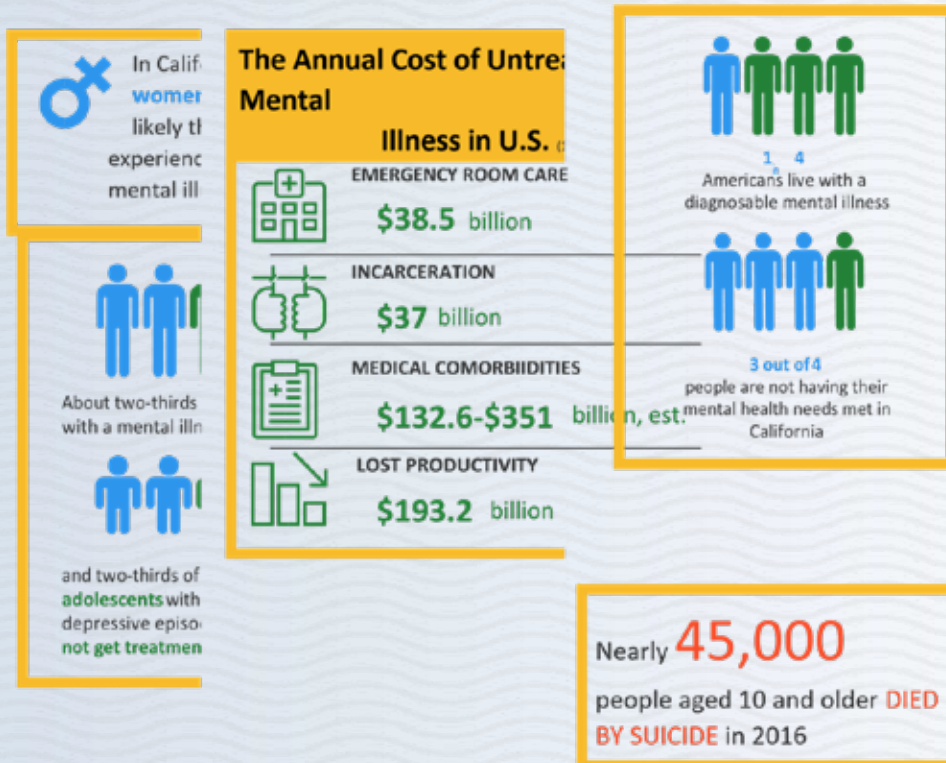 In Calif
women
likely th
experienc
mental ill
About two-thirds
with a mental illn
and two-thirds of
adolescents with
depressive episo
not get treatmen
The Annual Cost of Untrea
Mental
Illness in U.S.
EMERGENCY ROOM CARE
$38.5 billion
INCARCERATION
$37 billion
MEDICAL COMORBIIDITIES
$132.6-$351 billion, est.
LOST PRODUCTIVITY
$193.2 billion
1 4
Americans live with a
diagnosable mental illness
3 out of 4
people are not having their
mental health needs met in
California
Nearly 45,000
people aged 10 and older DIED
BY SUICIDE in 2016